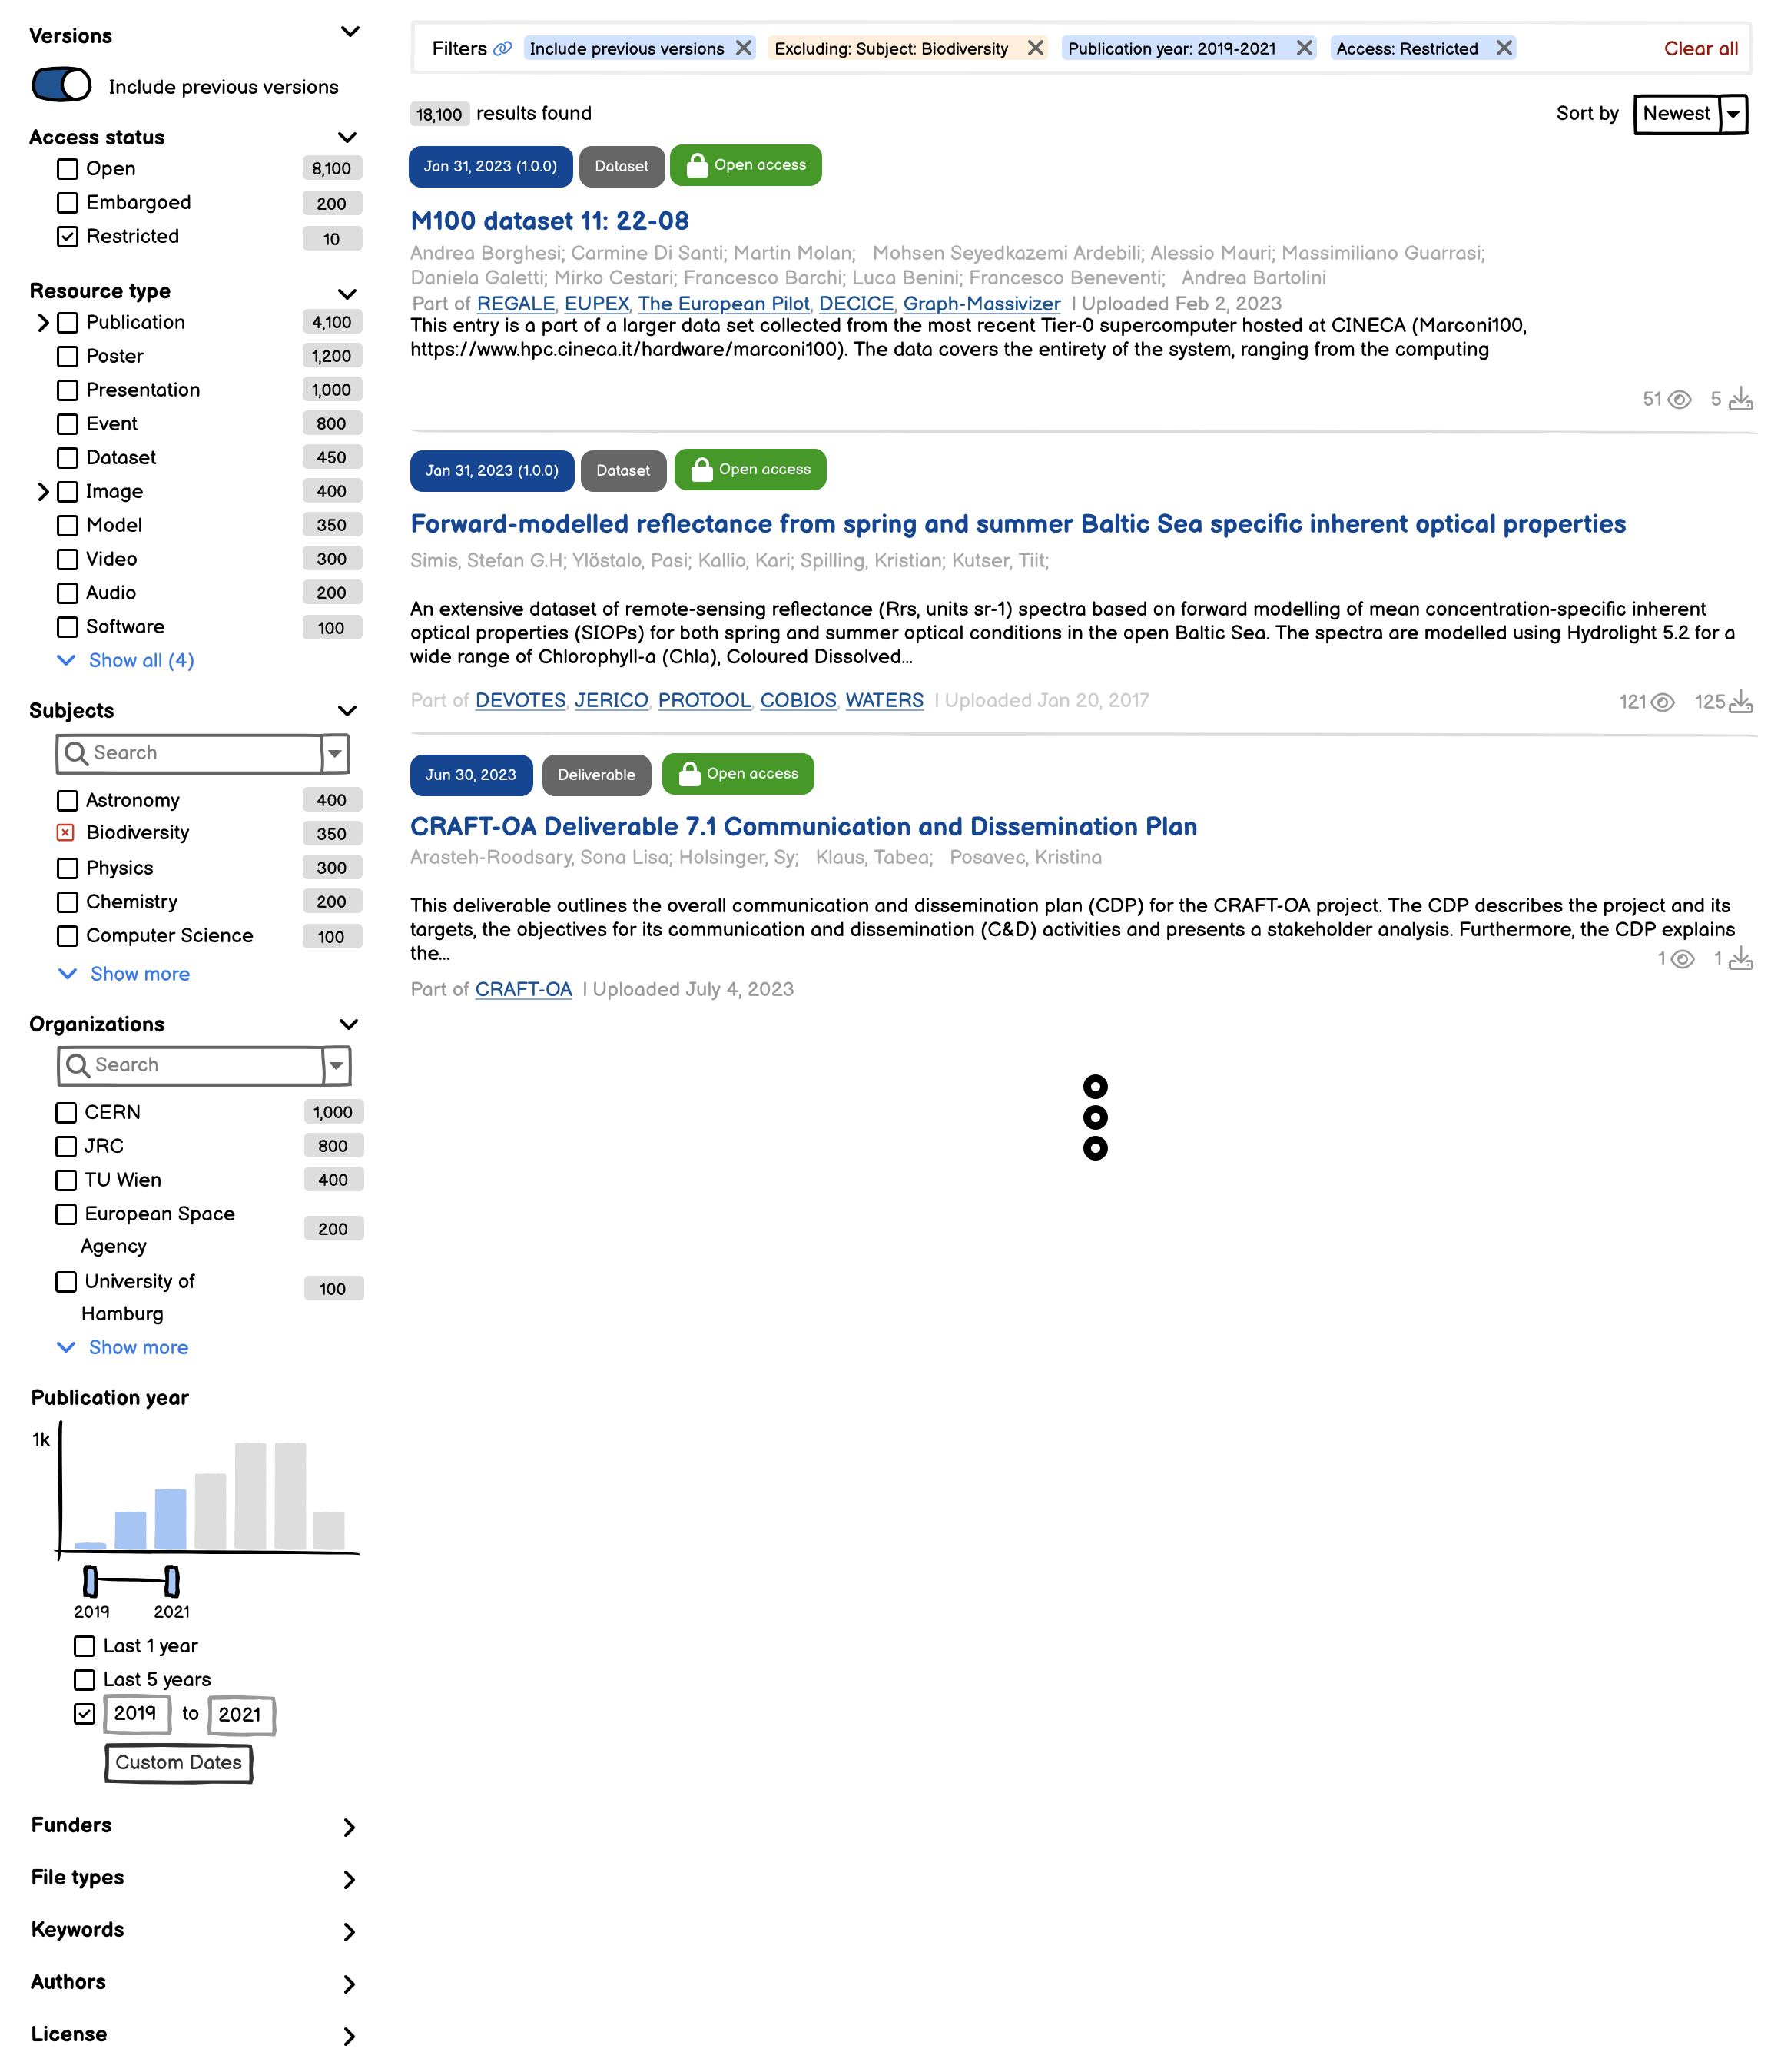 Versions
Include previous versions
Access status
Open 8,100
Embargoed 200
Restricted 10
Resource type
Publication 4,100
Poster 1,200
Presentation 1,000
Event 800
Dataset 450
Image 400
Model 350
Video 300
Audio 200
Software 100
Show all (4)
Subjects
Search
Astronomy 400
Biodiversity 350
Physics 300
Chemistry 200
Computer Science 100
Show more
Organizations
Search
CERN 1,000
JRC 800
TU Wien 400
European Space
Agency 200
University of
Hamburg 100
Show more
Publication year
1k
2019 2021
Last 1 year
Last 5 years
2019 to 2021
Custom Dates
Funders
File types
Keywords
Authors
License
Filters Include previous versions Excluding: Subject: Biodiversity Publication year: 2019-2021 Access: Restricted Clear all
18,100 results found Sort by Newest
Jan 31, 2023 (1.0.0) Dataset Open access
M100 dataset 11: 22-08
Andrea Borghesi; Carmine Di Santi; Martin Molan; Mohsen Seyedkazemi Ardebili; Alessio Mauri; Massimiliano Guarrasi;
Daniela Galetti; Mirko Cestari; Francesco Barchi; Luca Benini; Francesco Beneventi; Andrea Bartolini
Part of REGALE, EUPEX, The European Pilot, DECICE, Graph-Massivizer | Uploaded Feb 2, 2023
This entry is a part of a larger data set collected from the most recent Tier-0 supercomputer hosted at CINECA (Marconi100,
https://www.hpc.cineca.it/hardware/marconi100). The data covers the entirety of the system, ranging from the computing
51 5
Jan 31, 2023 (1.0.0) Dataset Open access
Forward-modelled reflectance from spring and summer Baltic Sea specific inherent optical properties
Simis, Stefan G.H; Ylöstalo, Pasi; Kallio, Kari; Spilling, Kristian; Kutser, Tiit;
An extensive dataset of remote-sensing reflectance (Rrs, units sr-1) spectra based on forward modelling of mean concentration-specific inherent
optical properties (SIOPs) for both spring and summer optical conditions in the open Baltic Sea. The spectra are modelled using Hydrolight 5.2 for a
wide range of Chlorophyll-a (Chla), Coloured Dissolved...
Part of DEVOTES, JERICO, PROTOOL, COBIOS, WATERS | Uploaded Jan 20, 2017 121 125
Jun 30, 2023 Deliverable Open access
CRAFT-OA Deliverable 7.1 Communication and Dissemination Plan
Arasteh-Roodsary, Sona Lisa; Holsinger, Sy; Klaus, Tabea; Posavec, Kristina
This deliverable outlines the overall communication and dissemination plan (CDP) for the CRAFT-OA project. The CDP describes the project and its
targets, the objectives for its communication and dissemination (C&D) activities and presents a stakeholder analysis. Furthermore, the CDP explains
the...
1 1
Part of CRAFT-OA | Uploaded July 4, 2023